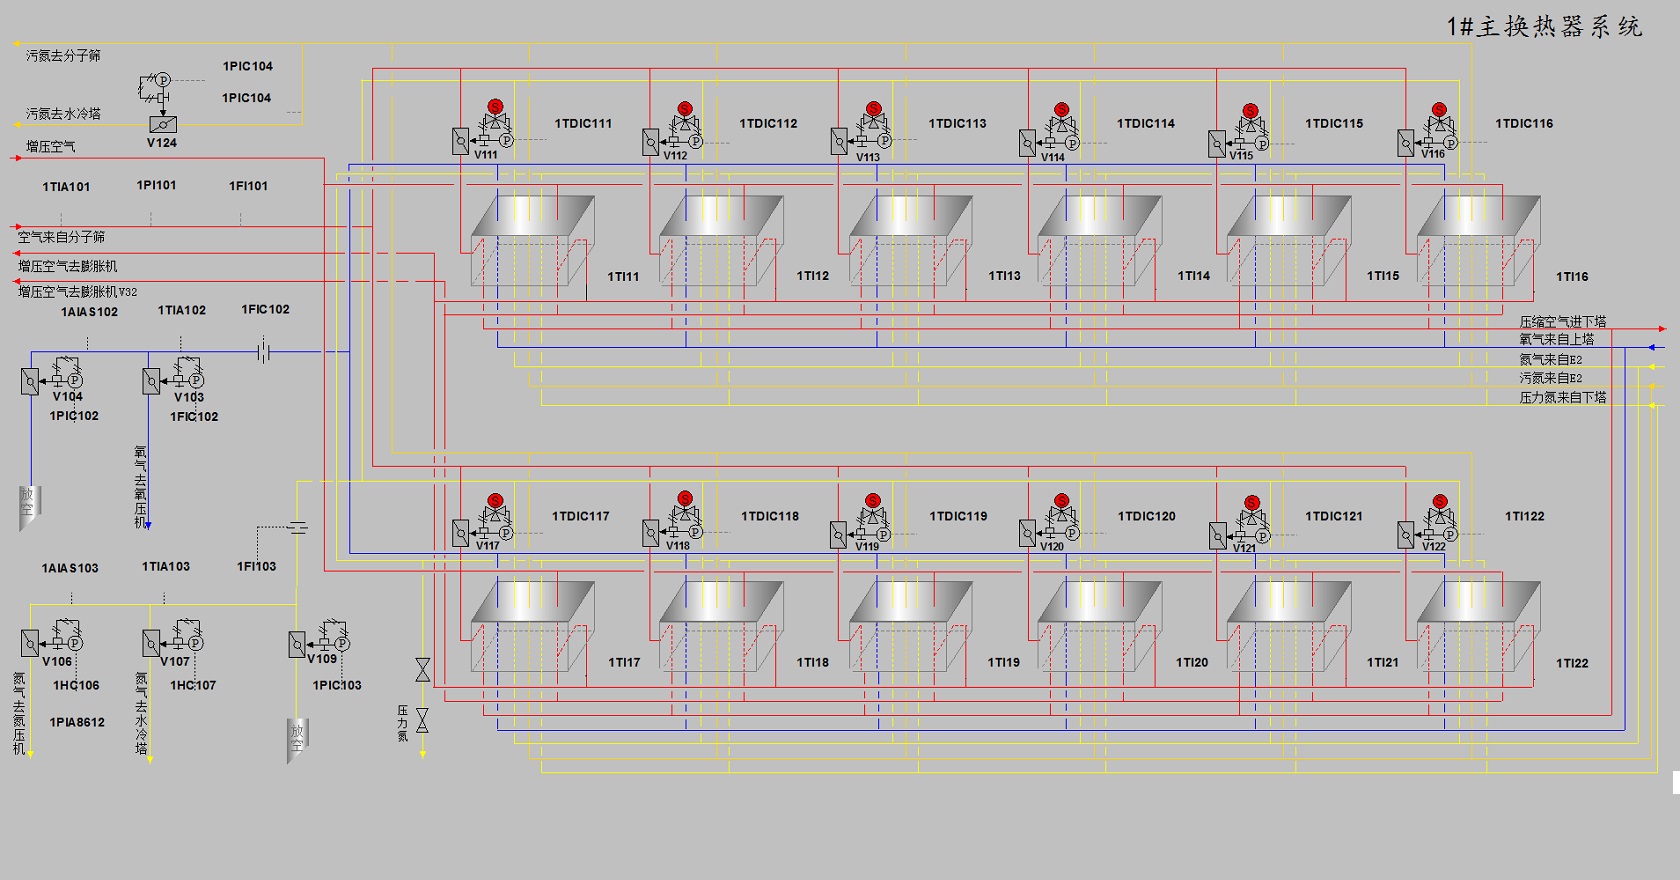 1#主换热器系统
污氮去分子筛
1PIC104
P
1PIC104
污氮去水冷塔
V124
增压空气
1TIA101
1PI101
1FI101
空气来自分子筛
增压空气去膨胀机
增压空气去膨胀机V32
1AIAS102
1TIA102
1FIC102
P
P
V104
V103
1PIC102
1FIC102
氧气去氧压机
放空
1AIAS103
1TIA103
1FI103
P
P
P
V106
V107
V109
1HC106
1HC107
1PIC103
1PIA8612
氮气去氮压机
氮气去水冷塔
放空
压力氮
S
S
S
S
S
S
1TDIC111
1TDIC112
1TDIC113
1TDIC114
1TDIC115
1TDIC116
P
P
P
P
P
P
V111
V112
V113
V114
V115
V116
1TI11
1TI12
1TI13
1TI14
1TI15
1TI16
压缩空气进下塔
氧气来自上塔
氮气来自E2
污氮来自E2
压力氮来自下塔
S
S
S
S
S
S
1TDIC117
1TDIC118
1TDIC119
1TDIC120
1TDIC121
1TI122
P
P
P
P
P
P
V117
V118
V119
V120
V121
V122
1TI17
1TI18
1TI19
1TI20
1TI21
1TI22